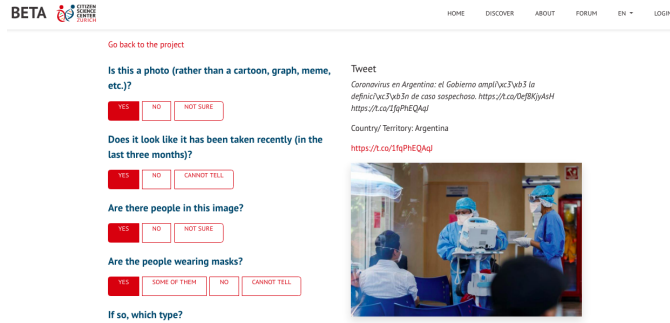 BETA
CITIZEN
SCIENCE
CENTER
ZURICH
HOME DISCOVER ABOUT FORUM EN LOGIN
Go back to the project
Is this a photo (rather than a cartoon, graph, meme,
etc.)?
YES NO NOT SURE
Does it look like it has been taken recently (in the
last three months)?
YES NO CANNOT TELL
Are there people in this image?
YES NO NOT SURE
Are the people wearing masks?
YES SOME OF THEM NO CANNOT TELL
If so, which type?
Tweet
Coronavirus en Argentina: el Gobierno ampli\xc3\xb3 la
definici\xc3\xb3n de caso sospechoso. https://t.co/0ef8KjyAsH
https://t.co/1fqPhEQAqJ
Country/ Territory: Argentina
https://t.co/1fqPhEQAqJ